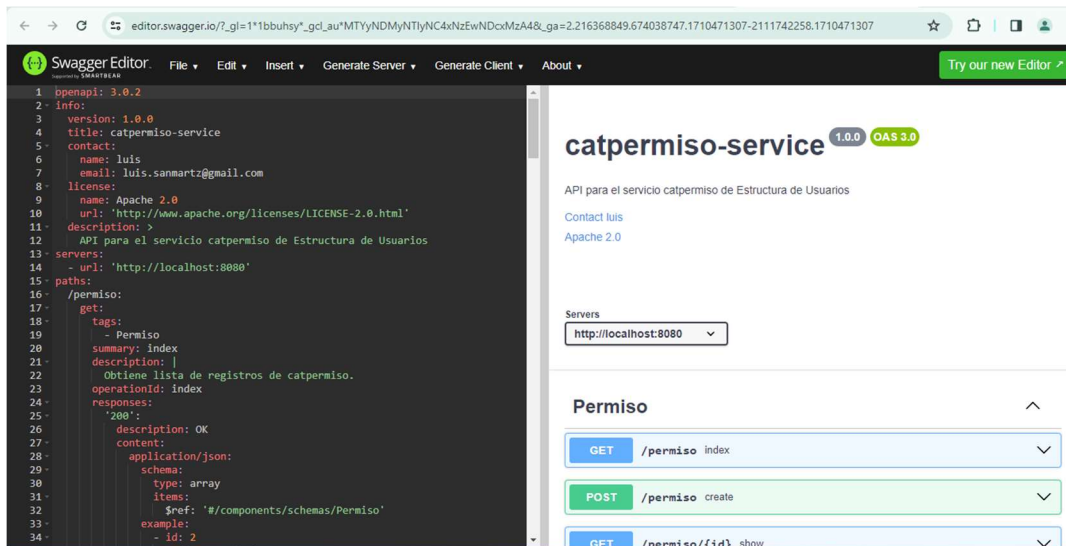 editor.swagger.io/?_gl=1*1bbuhsy*_gcl_au*MTYyNDMyNTIyNC4xNzEwNDcxMzA4&_ga=2.216368849.674038747.1710471307-2111742258.1710471307
Swagger Editor.
Supported by SMARTBEAR
File Edit Insert Generate Server Generate Client About
Try our new Editor ↗
1 openapi: 3.0.2
2 info:
3 version: 1.0.0
4 title: catpermiso-service
5 contact:
6 name: luis
7 email: luis.sanmartz@gmail.com
8 license:
9 name: Apache 2.0
10 url: 'http://www.apache.org/licenses/LICENSE-2.0.html'
11 description: >
12 API para el servicio catpermiso de Estructura de Usuarios
13 servers:
14 - url: 'http://localhost:8080'
15 paths:
16 /permiso:
17 get:
18 tags:
19 - Permiso
20 summary: index
21 description: |
22 Obtiene lista de registros de catpermiso.
23 operationId: index
24 responses:
25 '200':
26 description: OK
27 content:
28 application/json:
29 schema:
30 type: array
31 items:
32 $ref: '#/components/schemas/Permiso'
33 example:
34 - id: 2
catpermiso-service 1.0.0 OAS 3.0
API para el servicio catpermiso de Estructura de Usuarios
Contact luis
Apache 2.0
Servers
http://localhost:8080
Permiso
GET /permiso index
POST /permiso create
GET /permiso/{id} show